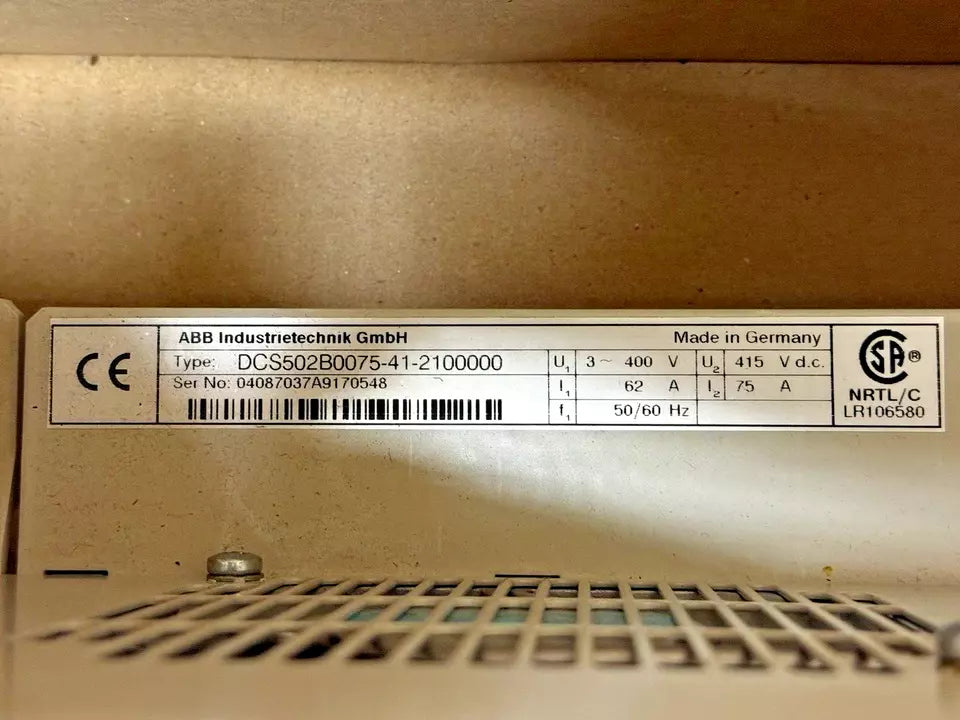 CE
ABB Industrietechnik GmbH Made in Germany
Type: DCS502B0075-41-2100000
Ser No: 04087037A9170548
U₁ 3 ~ 400 V U₂ 415 V d.c.
I₁ 62 A I₂ 75 A
f₁ 50/60 Hz
SA ®
NRTL/C
LR106580